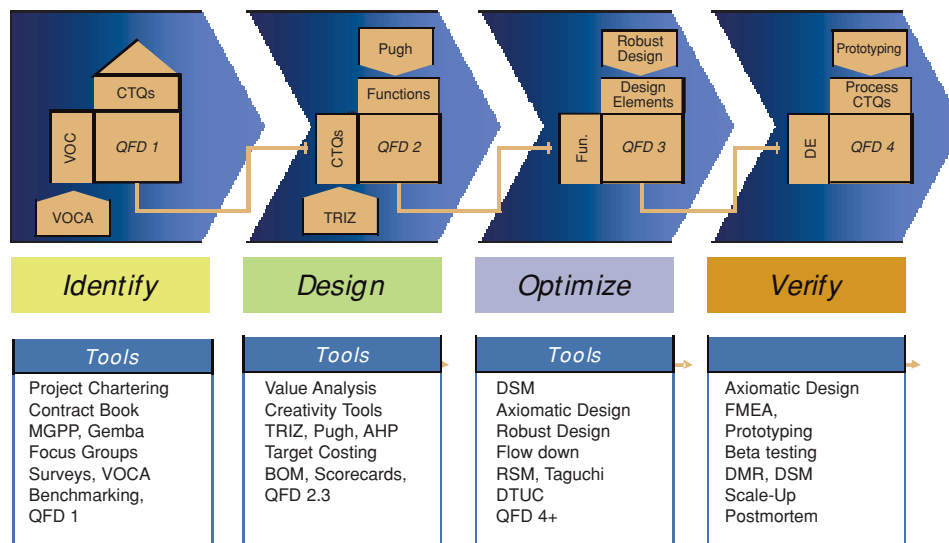 CTQs
VOC
QFD 1
VOCA
Pugh
Functions
CTQs
QFD 2
TRIZ
Robust
Design
Design
Elements
Fun.
QFD 3
Prototyping
Process
CTQs
DE
QFD 4
Identify
Design
Optimize
Verify
Tools
Project Chartering
Contract Book
MGPP, Gemba
Focus Groups
Surveys, VOCA
Benchmarking,
QFD 1
Tools
Value Analysis
Creativity Tools
TRIZ, Pugh, AHP
Target Costing
BOM, Scorecards,
QFD 2.3
Tools
DSM
Axiomatic Design
Robust Design
Flow down
RSM, Taguchi
DTUC
QFD 4+
Axiomatic Design
FMEA,
Prototyping
Beta testing
DMR, DSM
Scale-Up
Postmortem